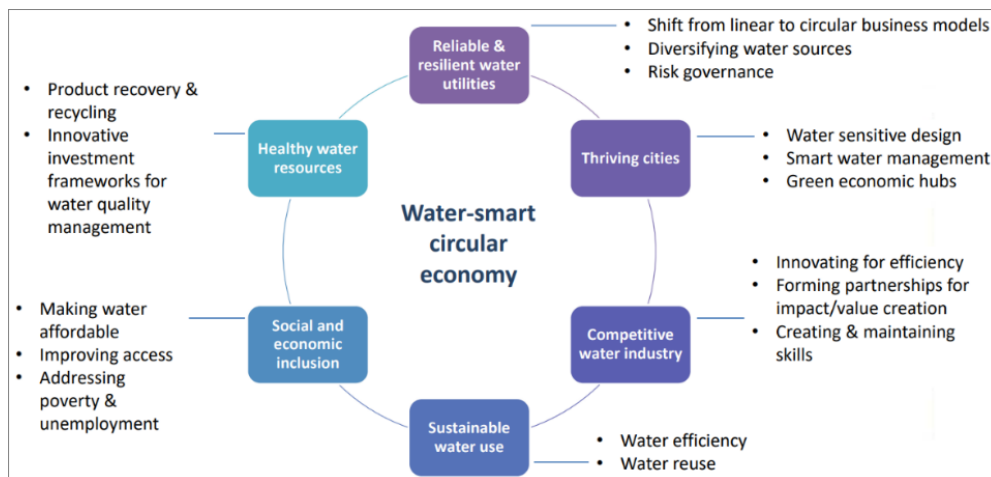 Reliable &
resilient water
utilities
• Shift from linear to circular business models
• Diversifying water sources
• Risk governance
Thriving cities
• Water sensitive design
• Smart water management
• Green economic hubs
Competitive
water industry
• Innovating for efficiency
• Forming partnerships for
impact/value creation
• Creating & maintaining
skills
Sustainable
water use
• Water efficiency
• Water reuse
Social and
economic
inclusion
• Making water
affordable
• Improving access
• Addressing
poverty &
unemployment
Healthy water
resources
• Product recovery &
recycling
• Innovative
investment
frameworks for
water quality
management
Water-smart
circular
economy